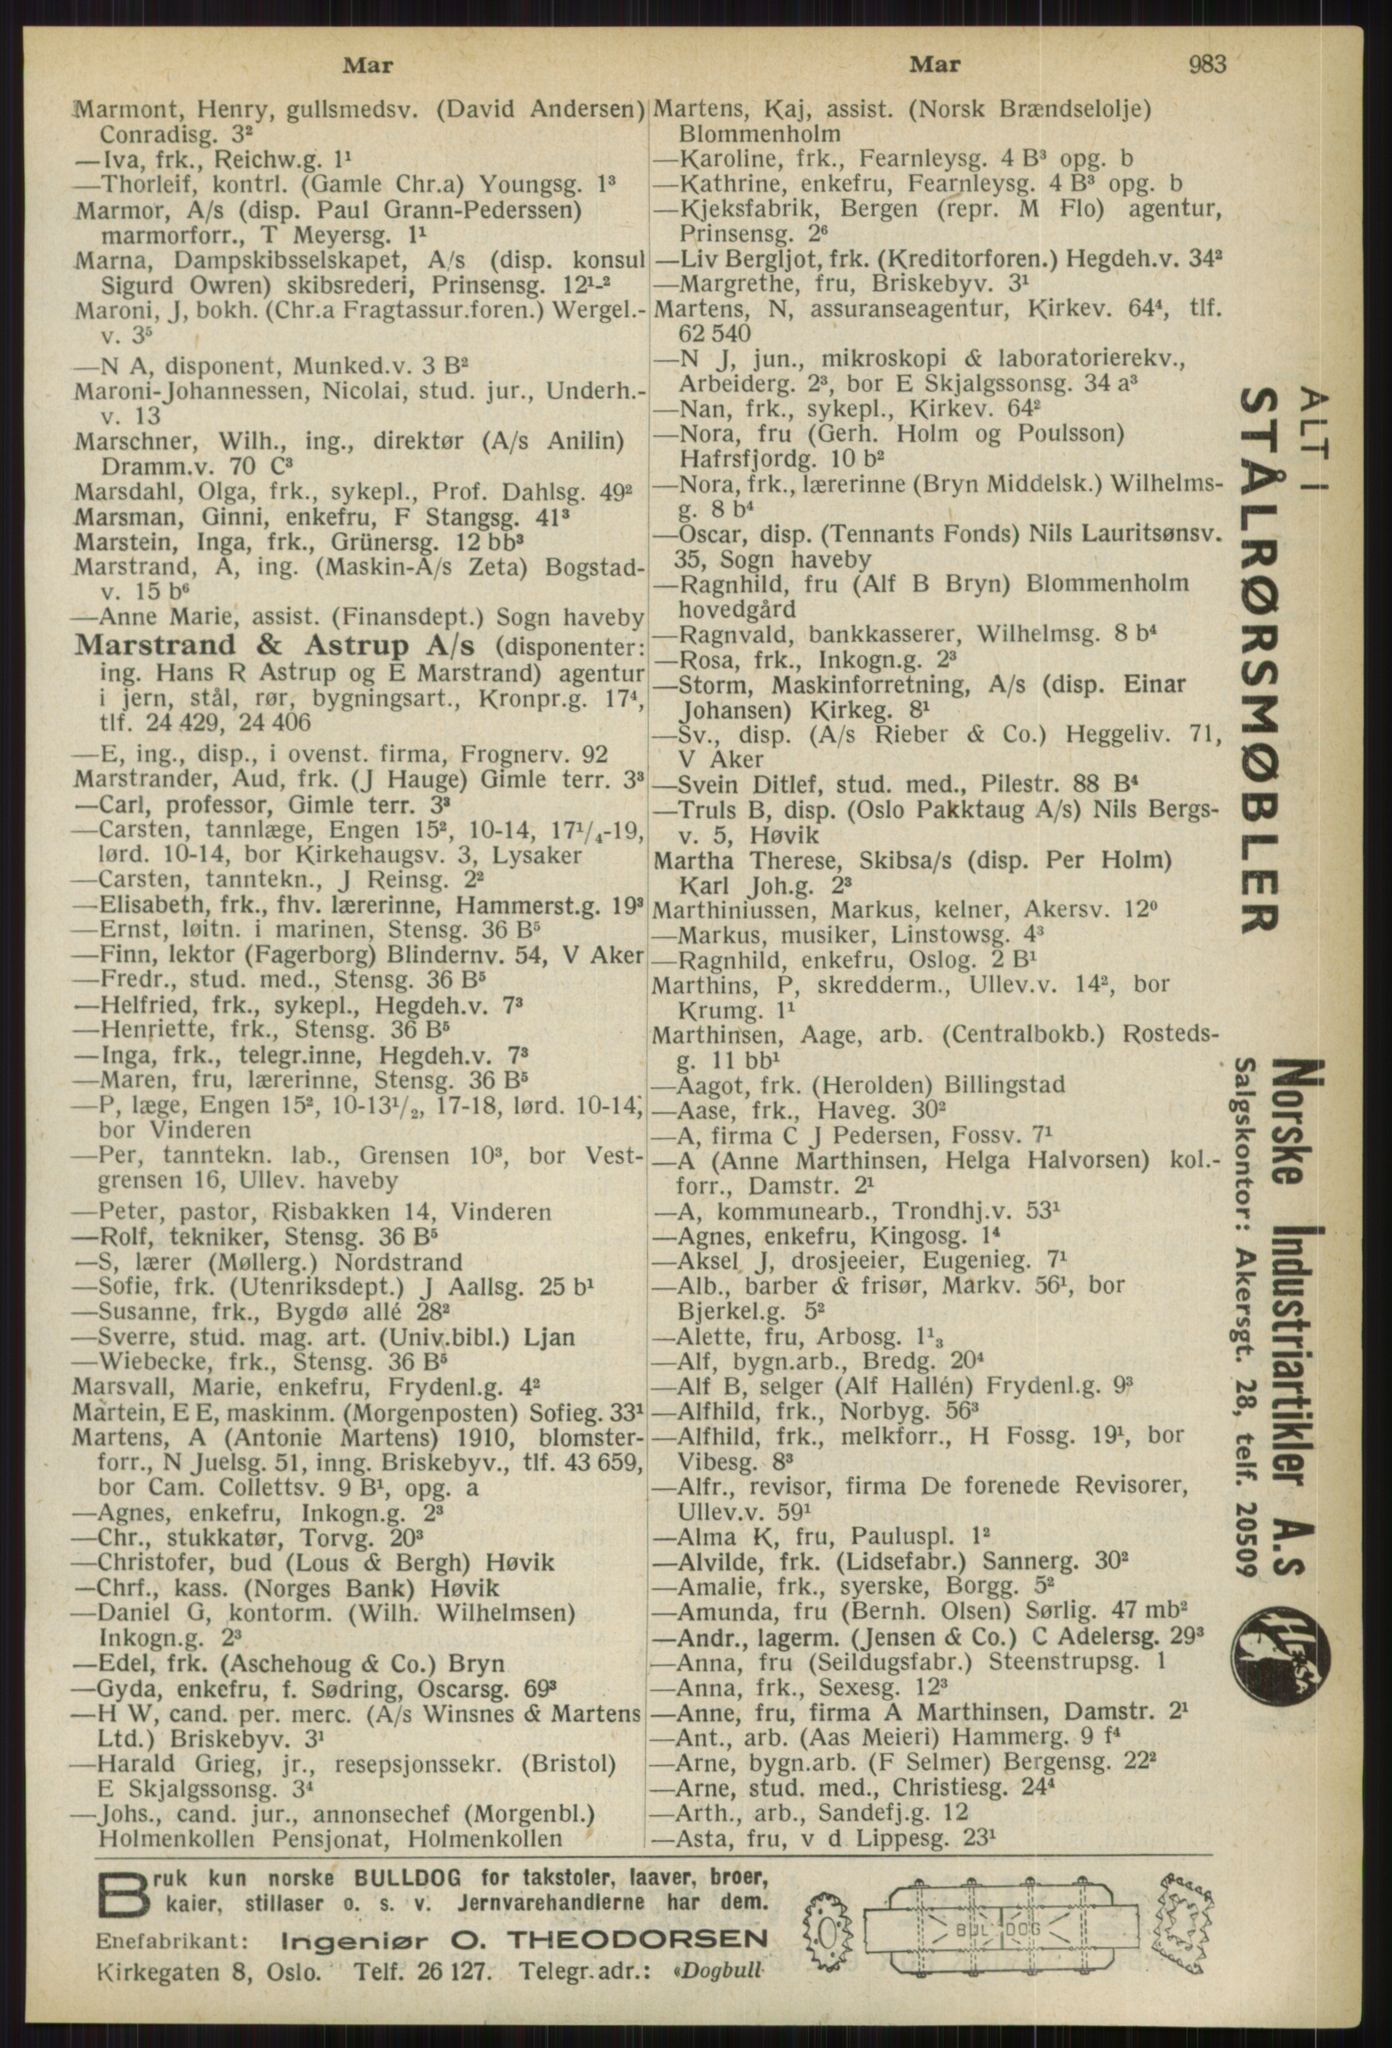 Mar
Mar
983
Marmont, Henry, gullsmedsv. (David Andersen)
Conradisg. 3²
—Iva, frk., Reichw.g. 1¹
—Thorleif, kontrl. (Gamle Chr.a) Youngsg. 1³
Marmor, A/s (disp. Paul Grann-Pederssen)
marmorforr., T Meyersg. 1¹
Marna, Dampskibsselskapet, A/s (disp. konsul
Sigurd Owren) skibsrederi, Prinsensg. 12¹-²
Maroni, J, bokh. (Chr.a Fragtassur.foren.) Wergel.-
v. 3⁵
—N A, disponent, Munked.v. 3 B²
Maroni-Johannessen, Nicolai, stud. jur., Underh.-
v. 13
Marschner, Wilh., ing., direktør (A/s Anilin)
Dramm.v. 70 C³
Marsdahl, Olga, frk., sykepl., Prof. Dahlsg. 49²
Marsman, Ginni, enkefru, F Stangsg. 41³
Marstein, Inga, frk., Grünersg. 12 bb³
Marstrand, A, ing. (Maskin-A/s Zeta) Bogstad-
v. 15 b⁶
—Anne Marie, assist. (Finansdept.) Sogn haveby
Marstrand & Astrup A/s (disponenter:
ing. Hans R Astrup og E Marstrand) agentur
i jern, stål, rør, bygningsart., Kronpr.g. 17⁴,
tlf. 24 429, 24 406
—E, ing., disp., i ovenst. firma, Frognerv. 92
Marstrander, Aud, frk. (J Hauge) Gimle terr. 3³
—Carl, professor, Gimle terr. 3³
—Carsten, tannlæge, Engen 15², 10-14, 17¹/₄-19,
lørd. 10-14, bor Kirkehaugsv. 3, Lysaker
—Carsten, tanntekn., J Reinsg. 2²
—Elisabeth, frk., fhv. lærerinne, Hammerst.g. 19³
—Ernst, løitn. i marinen, Stensg. 36 B⁵
—Finn, lektor (Fagerborg) Blindernv. 54, V Aker
—Fredr., stud. med., Stensg. 36 B⁵
—Helfried, frk., sykepl., Hegdeh.v. 7³
—Henriette, frk., Stensg. 36 B⁵
—Inga, frk., telegr.inne, Hegdeh.v. 7³
—Maren, fru, lærerinne, Stensg. 36 B⁵
—P, læge, Engen 15², 10-13¹/₂, 17-18, lørd. 10-14,
bor Vinderen
—Per, tanntekn. lab., Grensen 10³, bor Vest-
grensen 16, Ullev. haveby
—Peter, pastor, Risbakken 14, Vinderen
—Rolf, tekniker, Stensg. 36 B⁵
—S, lærer (Møllerg.) Nordstrand
—Sofie, frk. (Utenriksdept.) J Aallsg. 25 b¹
—Susanne, frk., Bygdø allé 28²
—Sverre, stud. mag. art. (Univ.bibl.) Ljan
—Wiebecke, frk., Stensg. 36 B⁵
Marsvall, Marie, enkefru, Frydenl.g. 4²
Martein, E E, maskinm. (Morgenposten) Sofieg. 33¹
Martens, A (Antonie Martens) 1910, blomster-
forr., N Juelsg. 51, inng. Briskebyv., tlf. 43 659,
bor Cam. Collettsv. 9 B¹, opg. a
—Agnes, enkefru, Inkogn.g. 2³
—Chr., stukkatør, Torvg. 20³
—Christofer, bud (Lous & Bergh) Høvik
—Chrf., kass. (Norges Bank) Høvik
—Daniel G, kontorm. (Wilh. Wilhelmsen)
Inkogn.g. 2³
—Edel, frk. (Aschehoug & Co.) Bryn
—Gyda, enkefru, f. Sødring, Oscarsg. 69³
—H W, cand. per. merc. (A/s Winsnes & Martens
Ltd.) Briskebyv. 3¹
—Harald Grieg, jr., resepsjonssekr. (Bristol)
E Skjalgssonsg. 3⁴
—Johs., cand. jur., annonsechef (Morgenbl.)
Holmenkollen Pensjonat, Holmenkollen
Martens, Kaj, assist. (Norsk Brændselolje)
Blommenholm
—Karoline, frk., Fearnleysg. 4 B³ opg. b
—Kathrine, enkefru, Fearnleysg. 4 B³ opg. b
—Kjeksfabrik, Bergen (repr. M Flo) agentur,
Prinsensg. 2⁶
—Liv Bergljot, frk. (Kreditorforen.) Hegdeh.v. 34²
—Margrethe, fru, Briskebyv. 3¹
Martens, N, assuranseagentur, Kirkev. 64⁴, tlf.
62 540
—N J, jun., mikroskopi & laboratorierekv.,
Arbeiderg. 2³, bor E Skjalgssonsg. 34 a³
—Nan, frk., sykepl., Kirkev. 64²
—Nora, fru (Gerh. Holm og Poulsson)
Hafrsfjordg. 10 b²
—Nora, frk., lærerinne (Bryn Middelsk.) Wilhelms-
g. 8 b⁴
—Oscar, disp. (Tennants Fonds) Nils Lauritsønsv.
35, Sogn haveby
—Ragnhild, fru (Alf B Bryn) Blommenholm
hovedgård
—Ragnvald, bankkasserer, Wilhelmsg. 8 b⁴
—Rosa, frk., Inkogn.g. 2³
—Storm, Maskinforretning, A/s (disp. Einar
Johansen) Kirkeg. 8¹
—Sv., disp. (A/s Rieber & Co.) Heggeliv. 71,
V Aker
—Svein Ditlef, stud. med., Pilestr. 88 B⁴
—Truls B, disp. (Oslo Pakktaug A/s) Nils Bergs-
v. 5, Høvik
Martha Therese, Skibsa/s (disp. Per Holm)
Karl Joh.g. 2³
Marthiniussen, Markus, kelner, Akersv. 12⁰
—Markus, musiker, Linstowsg. 4³
—Ragnhild, enkefru, Oslog. 2 B¹
Marthins, P, skredderm., Ullev.v. 14², bor
Krumg. 1¹
Marthinsen, Aage, arb. (Centralbokb.) Rosteds-
g. 11 bb¹
—Aagot, frk. (Herolden) Billingstad
—Aase, frk., Haveg. 30²
—A, firma C J Pedersen, Fossv. 7¹
—A (Anne Marthinsen, Helga Halvorsen) kol.-
forr., Damstr. 2¹
—A, kommunearb., Trondhj.v. 53¹
—Agnes, enkefru, Kingosg. 1⁴
—Aksel J, drosjeeier, Eugenieg. 7¹
—Alb., barber & frisør, Markv. 56¹, bor
Bjerkel.g. 5²
—Alette, fru, Arbosg. 1¹₃
—Alf, bygn.arb., Bredg. 20⁴
—Alf B, selger (Alf Hallén) Frydenl.g. 9³
—Alfhild, frk., Norbyg. 56³
—Alfhild, frk., melkforr., H Fossg. 19¹, bor
Vibesg. 8³
—Alfr., revisor, firma De forenede Revisorer,
Ullev.v. 59¹
—Alma K, fru, Pauluspl. 1²
—Alvilde, frk. (Lidsefabr.) Sannerg. 30²
—Amalie, frk., syerske, Borgg. 5²
—Amunda, fru (Bernh. Olsen) Sørlig. 47 mb²
—Andr., lagerm. (Jensen & Co.) C Adelersg. 29³
—Anna, fru (Seildugsfabr.) Steenstrupsg. 1
—Anna, frk., Sexesg. 12³
—Anne, fru, firma A Marthinsen, Damstr. 2¹
—Ant., arb. (Aas Meieri) Hammerg. 9 f⁴
—Arne, bygn.arb. (F Selmer) Bergensg. 22²
—Arne, stud. med., Christiesg. 24⁴
—Arth., arb., Sandefj.g. 12
—Asta, fru, v d Lippesg. 23¹
ALT I
STÅLRØRSMØBLER
Norske Industriartikler A.s
Salgskontor: Akersgt. 28, telf. 20509
Bruk kun norske BULLDOG for takstoler, laaver, broer,
kaier, stillaser o. s. v. Jernvarehandlerne har dem.
Enefabrikant: Ingeniør O. THEODORSEN
Kirkegaten 8, Oslo. Telf. 26 127. Telegr.adr.: «Dogbull
BULLDOG